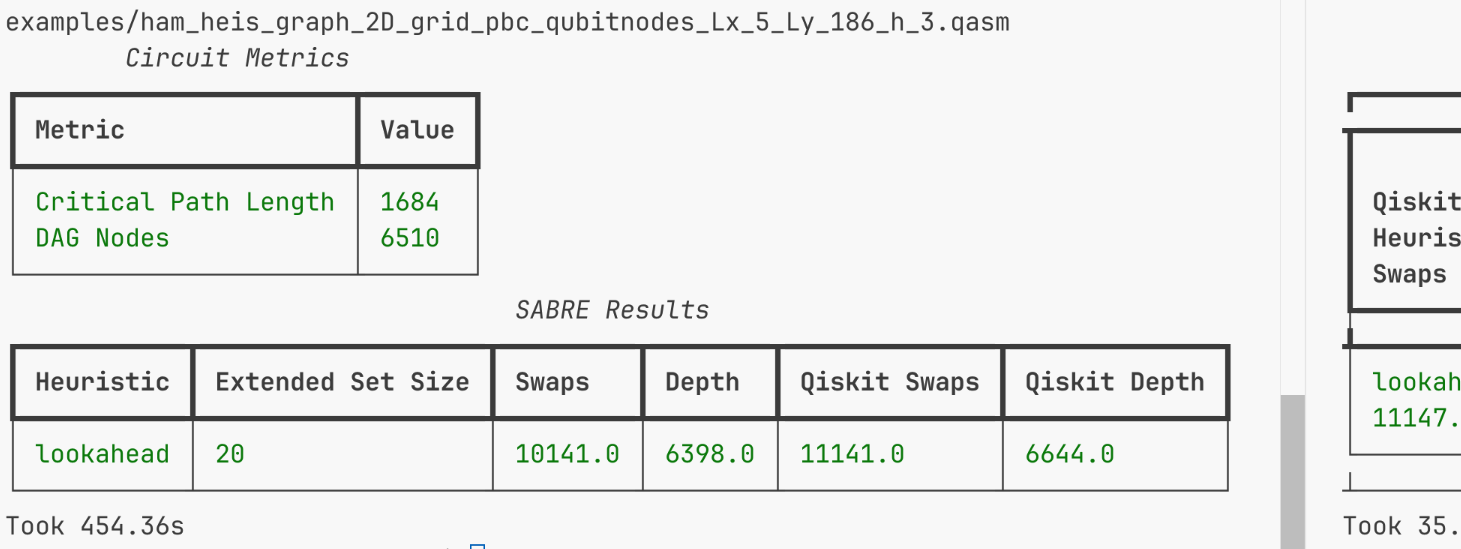 examples/ham_heis_graph_2D_grid_pbc_qubitnodes_Lx_5_Ly_186_h_3.qasm
Circuit Metrics
Metric Value
Critical Path Length 1684
DAG Nodes 6510
SABRE Results
Heuristic Extended Set Size Swaps Depth Qiskit Swaps Qiskit Depth
lookahead 20 10141.0 6398.0 11141.0 6644.0
Took 454.36s
Qiskit
Heuris
Swaps
lookah
11147.
Took 35.